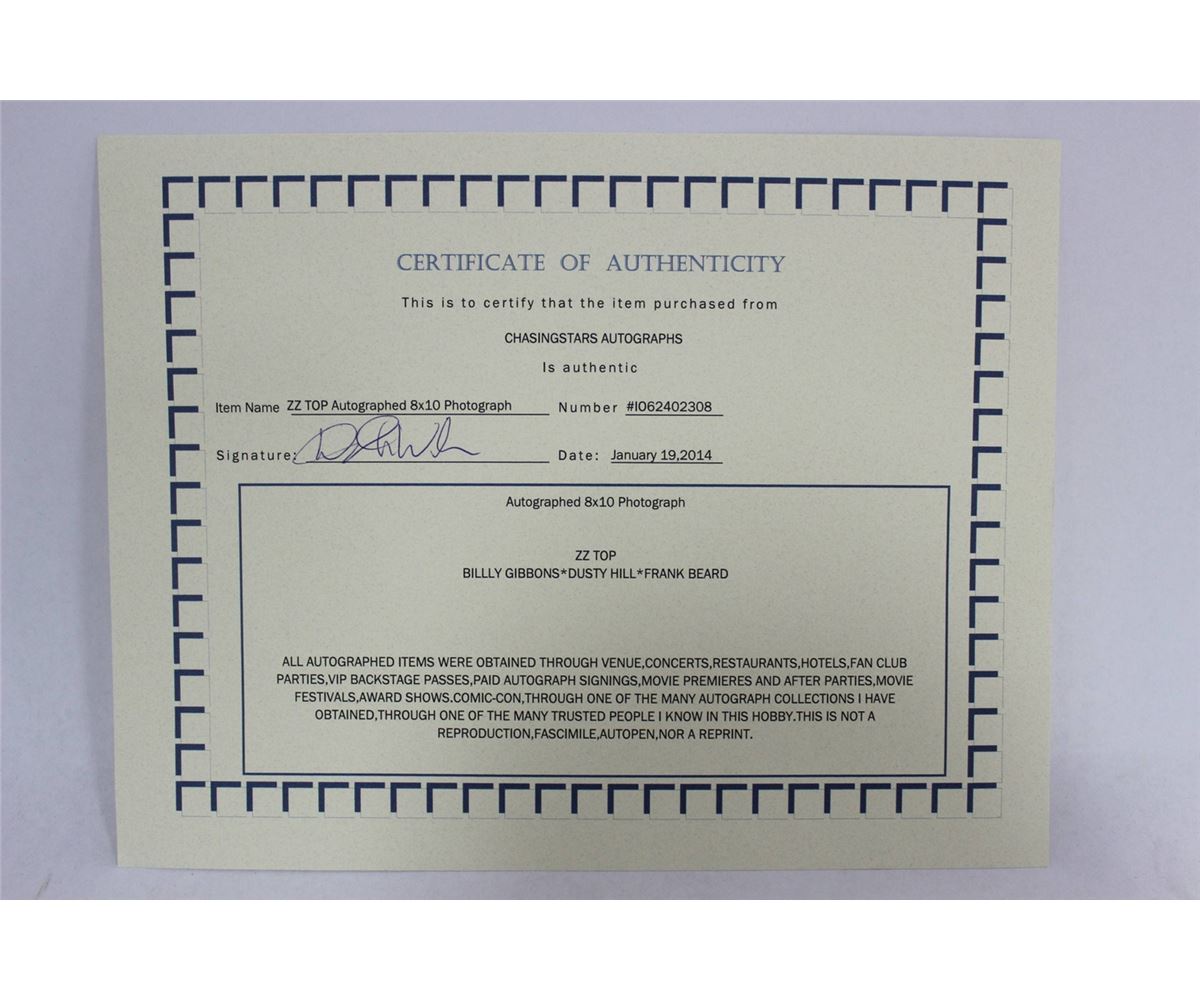 CERTIFICATE OF AUTHENTICITY
This is to certify that the item purchased from
CHASINGSTARS AUTOGRAPHS
Is authentic
Item Name ZZ TOP Autographed 8x10 Photograph Number #I062402308
Signature: Date: January 19,2014
Autographed 8x10 Photograph
ZZ TOP
BILLLY GIBBONS*DUSTY HILL*FRANK BEARD
ALL AUTOGRAPHED ITEMS WERE OBTAINED THROUGH VENUE,CONCERTS,RESTAURANTS,HOTELS,FAN CLUB
PARTIES,VIP BACKSTAGE PASSES,PAID AUTOGRAPH SIGNINGS,MOVIE PREMIERES AND AFTER PARTIES,MOVIE
FESTIVALS,AWARD SHOWS.COMIC-CON,THROUGH ONE OF THE MANY AUTOGRAPH COLLECTIONS I HAVE
OBTAINED,THROUGH ONE OF THE MANY TRUSTED PEOPLE I KNOW IN THIS HOBBY.THIS IS NOT A
REPRODUCTION,FASCIMILE,AUTOPEN,NOR A REPRINT.